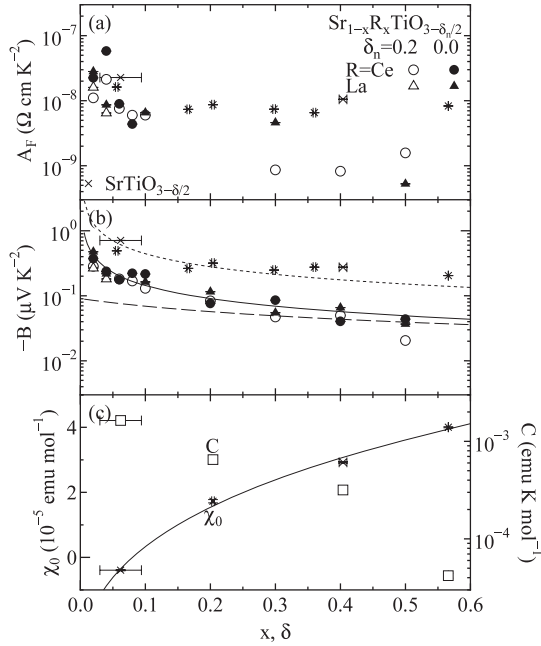 (a)
Sr1-xRxTiO3-δn/2
δn=0.2 0.0
R=Ce ○ ●
La △ ▲
× SrTiO3-δ/2
AF (Ω cm K⁻²)
10⁻⁷
10⁻⁸
10⁻⁹
(b)
−B (μV K⁻²)
10⁰
10⁻¹
10⁻²
(c)
C
χ0
χ0 (10⁻⁵ emu mol⁻¹)
4
2
0
C (emu K mol⁻¹)
10⁻³
10⁻⁴
0.0 0.1 0.2 0.3 0.4 0.5 0.6
x, δ